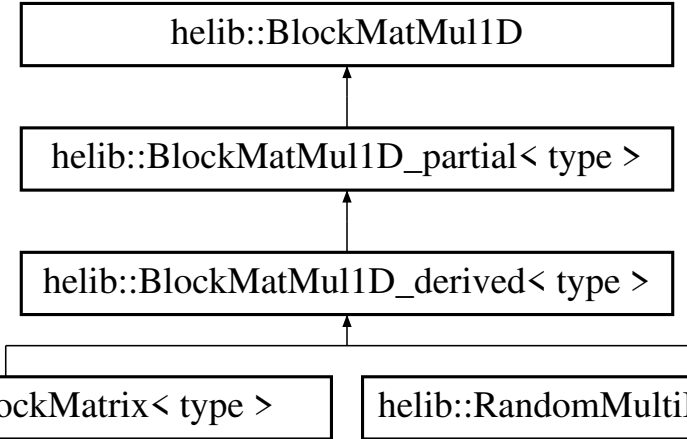 helib::BlockMatMul1D
helib::BlockMatMul1D_partial< type >
helib::BlockMatMul1D_derived< type >
ockMatrix< type >
helib::RandomMulti